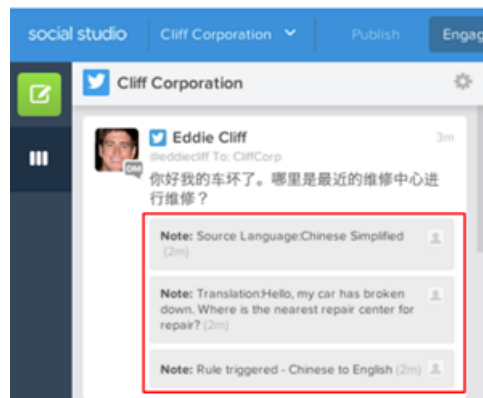 social studio Cliff Corporation Publish Engag
Cliff Corporation
Eddie Cliff 3m
@eddiecliff To: CliffCorp
DM
你好我的车坏了。哪里是最近的维修中心进
行维修？
Note: Source Language:Chinese Simplified
(2m)
Note: Translation:Hello, my car has broken
down. Where is the nearest repair center for
repair? (2m)
Note: Rule triggered - Chinese to English (2m)